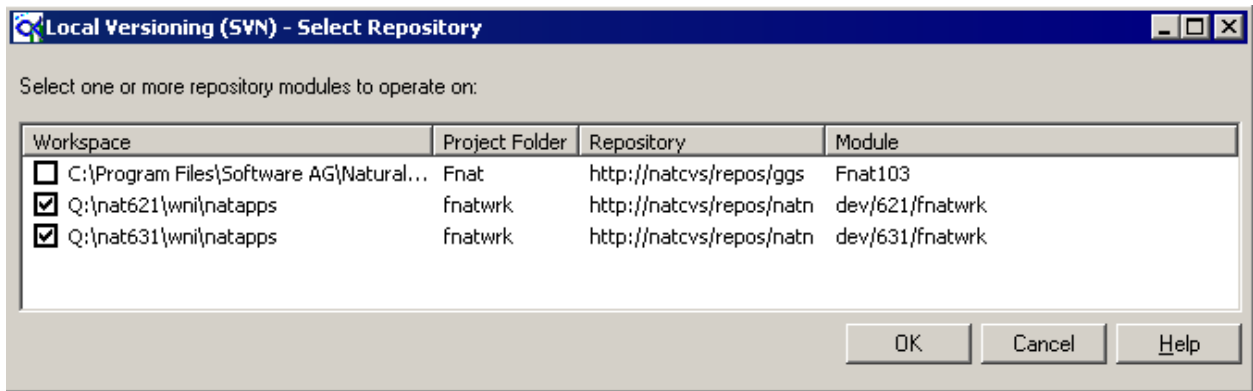 Local Versioning (SVN) - Select Repository
Select one or more repository modules to operate on:
Workspace Project Folder Repository Module
C:\Program Files\Software AG\Natural... Fnat http://natcvs/repos/ggs Fnat103
Q:\nat621\wni\natapps fnatwrk http://natcvs/repos/natn dev/621/fnatwrk
Q:\nat631\wni\natapps fnatwrk http://natcvs/repos/natn dev/631/fnatwrk
OK Cancel Help